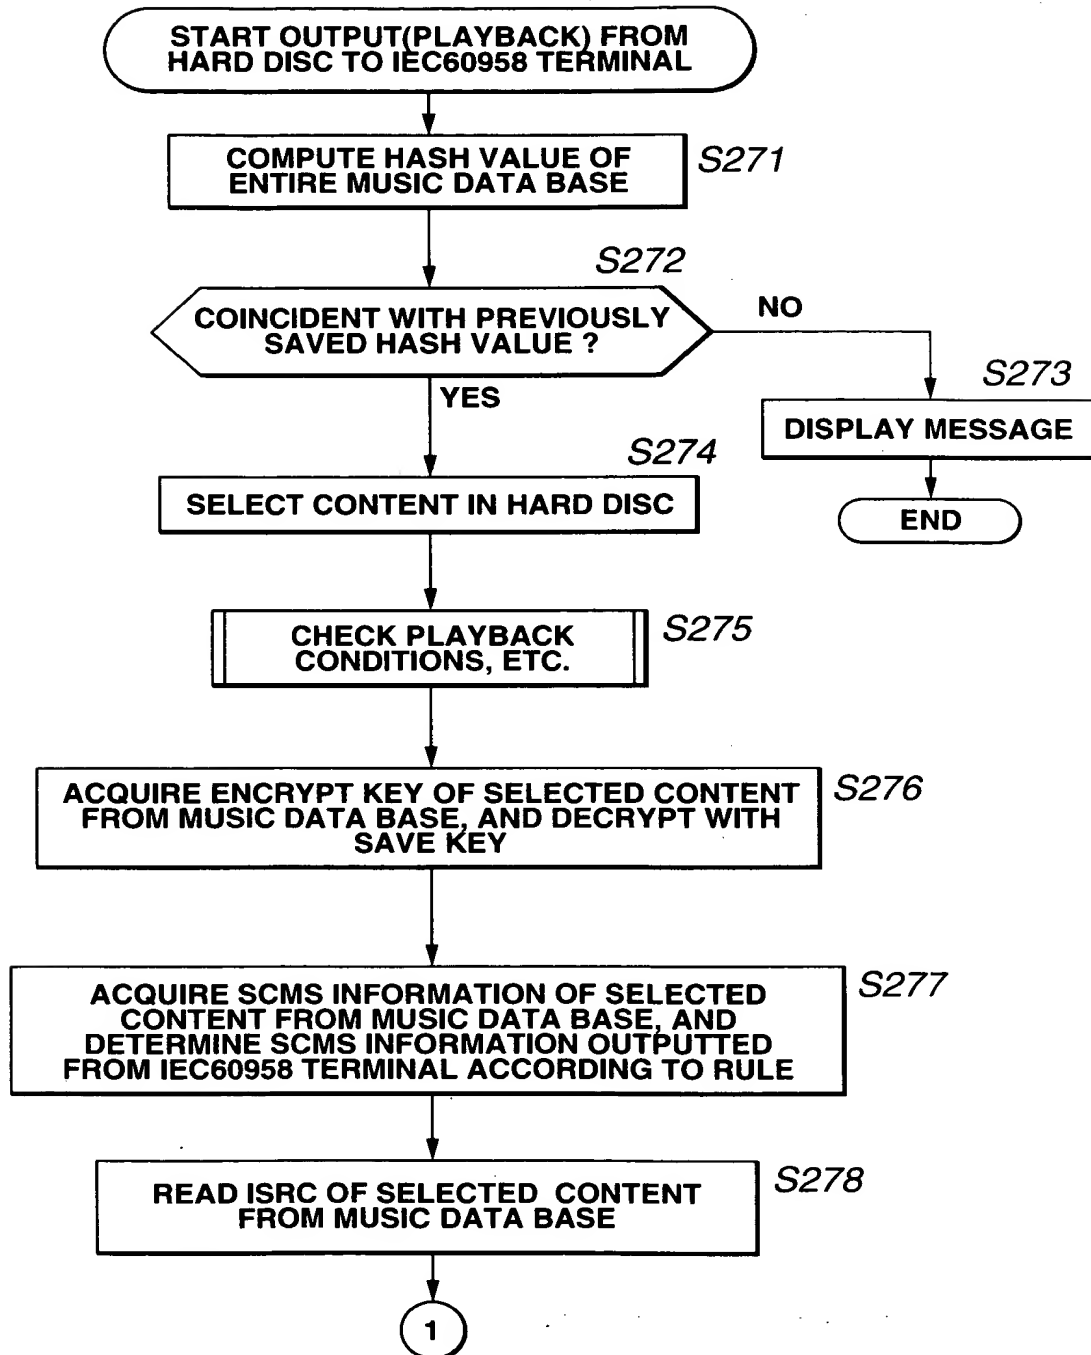 START OUTPUT(PLAYBACK) FROM
HARD DISC TO IEC60958 TERMINAL
COMPUTE HASH VALUE OF
ENTIRE MUSIC DATA BASE
S271
S272
COINCIDENT WITH PREVIOUSLY
SAVED HASH VALUE ?
NO
YES
S273
DISPLAY MESSAGE
END
S274
SELECT CONTENT IN HARD DISC
CHECK PLAYBACK
CONDITIONS, ETC.
S275
ACQUIRE ENCRYPT KEY OF SELECTED CONTENT
FROM MUSIC DATA BASE, AND DECRYPT WITH
SAVE KEY
S276
ACQUIRE SCMS INFORMATION OF SELECTED
CONTENT FROM MUSIC DATA BASE, AND
DETERMINE SCMS INFORMATION OUTPUTTED
FROM IEC60958 TERMINAL ACCORDING TO RULE
S277
READ ISRC OF SELECTED CONTENT
FROM MUSIC DATA BASE
S278
1